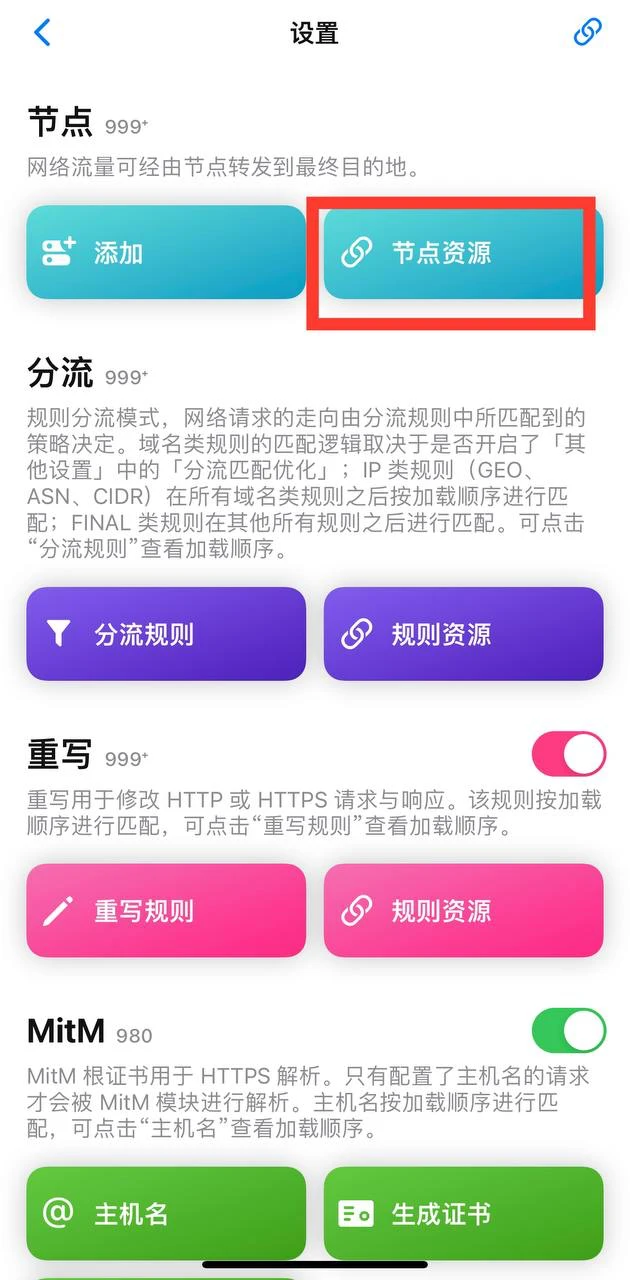 设置
节点 999+
网络流量可经由节点转发到最终目的地。
添加
节点资源
分流 999+
规则分流模式，网络请求的走向由分流规则中所匹配到的
策略决定。域名类规则的匹配逻辑取决于是否开启了「其
他设置」中的「分流匹配优化」；IP 类规则（GEO、
ASN、CIDR）在所有域名类规则之后按加载顺序进行匹
配；FINAL 类规则在其他所有规则之后进行匹配。可点击
“分流规则”查看加载顺序。
分流规则
规则资源
重写 999+
重写用于修改 HTTP 或 HTTPS 请求与响应。该规则按加载
顺序进行匹配，可点击“重写规则”查看加载顺序。
重写规则
规则资源
MitM 980
MitM 根证书用于 HTTPS 解析。只有配置了主机名的请求
才会被 MitM 模块进行解析。主机名按加载顺序进行匹
配，可点击“主机名”查看加载顺序。
主机名
生成证书